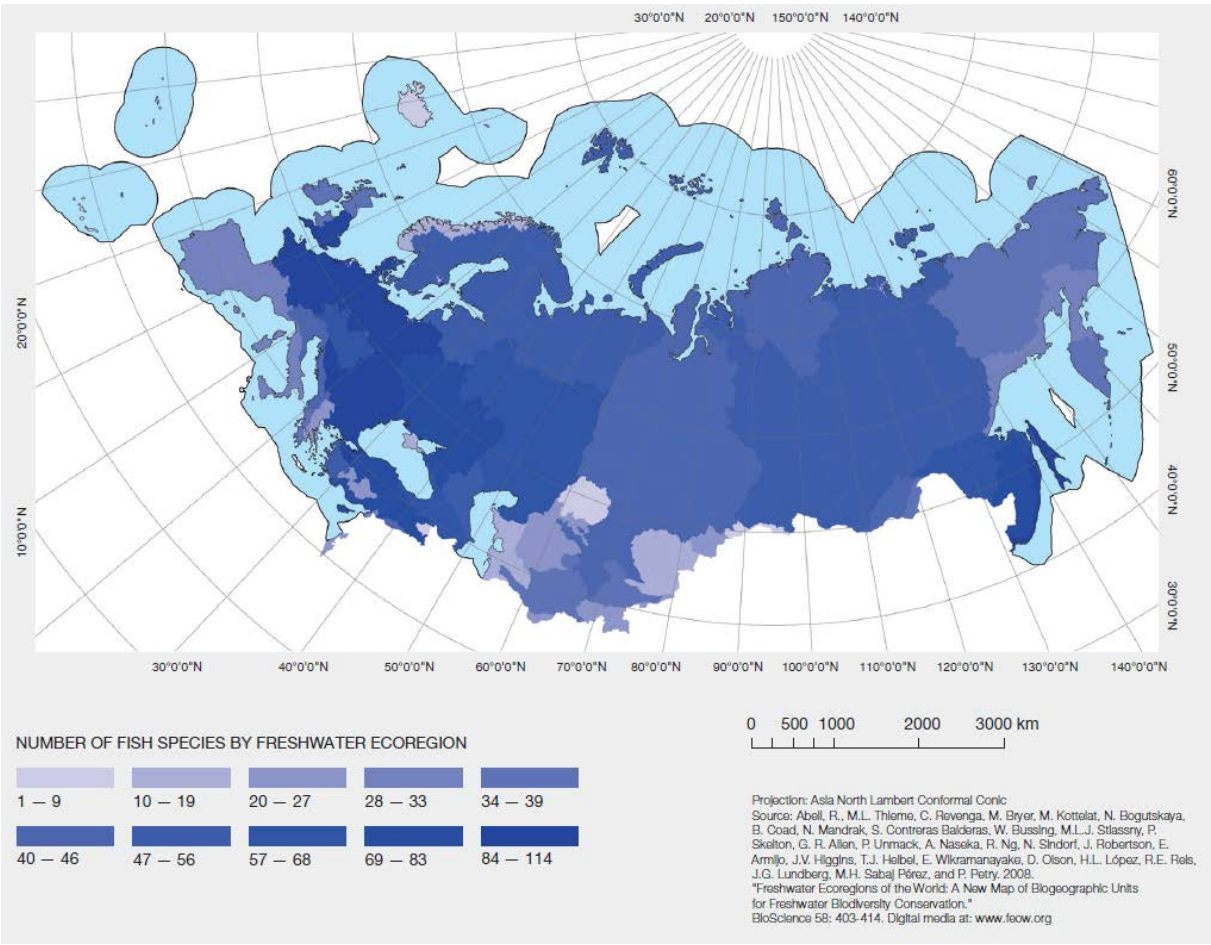 30°0'0"N 20°0'0"N 150°0'0"N 140°0'0"N
60°0'0"N
50°0'0"N
40°0'0"N
30°0'0"N
20°0'0"N
10°0'0"N
30°0'0"N 40°0'0"N 50°0'0"N 60°0'0"N 70°0'0"N 80°0'0"N 90°0'0"N 100°0'0"N 110°0'0"N 120°0'0"N 130°0'0"N 140°0'0"N
NUMBER OF FISH SPECIES BY FRESHWATER ECOREGION
1 — 9 10 — 19 20 — 27 28 — 33 34 — 39
40 — 46 47 — 56 57 — 68 69 — 83 84 — 114
0 500 1000 2000 3000 km
Projection: Asia North Lambert Conformal Conic
Source: Abell, R., M.L. Thieme, C. Revenga, M. Bryer, M. Kottelat, N. Bogutskaya,
B. Coad, N. Mandrak, S. Contreras Balderas, W. Bussing, M.L.J. Stiassny, P.
Skelton, G. R. Allen, P. Unmack, A. Naseka, R. Ng, N. Sindorf, J. Robertson, E.
Armijo, J.V. Higgins, T.J. Heibel, E. Wikramanayake, D. Olson, H.L. López, R.E. Reis,
J.G. Lundberg, M.H. Sabaj Pérez, and P. Petry. 2008.
"Freshwater Ecoregions of the World: A New Map of Biogeographic Units
for Freshwater Biodiversity Conservation."
BioScience 58: 403-414. Digital media at: www.feow.org